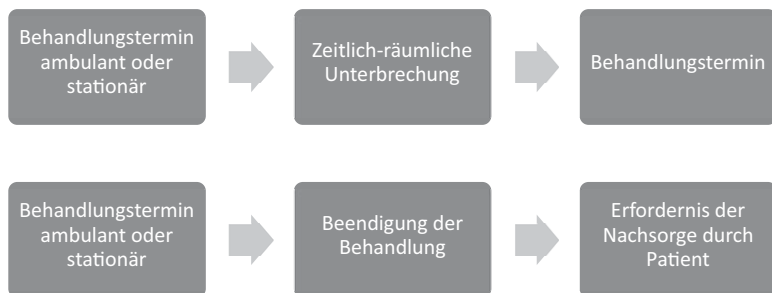 Behandlungstermin
ambulant oder
stationär
Zeitlich-räumliche
Unterbrechung
Behandlungstermin
Behandlungstermin
ambulant oder
stationär
Beendigung der
Behandlung
Erfordernis der
Nachsorge durch
Patient